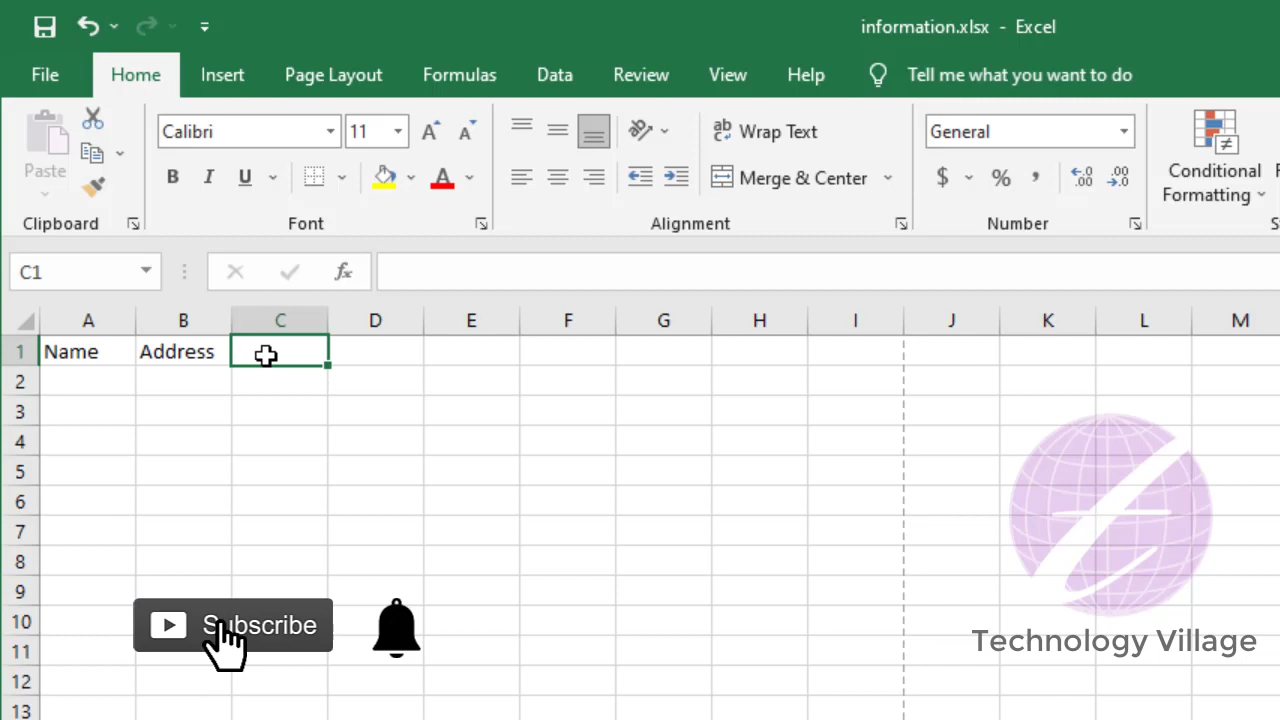 information.xlsx - Excel
File Home Insert Page Layout Formulas Data Review View Help Tell me what you want to do
Calibri 11 Wrap Text General
Paste B I U Merge & Center $ % , Conditional Formatting
Clipboard Font Alignment Number
C1 fx
A B C D E F G H I J K L M
1 Name Address
2
3
4
5
6
7
8
9
10
11
12
13
Subscribe
Technology Village